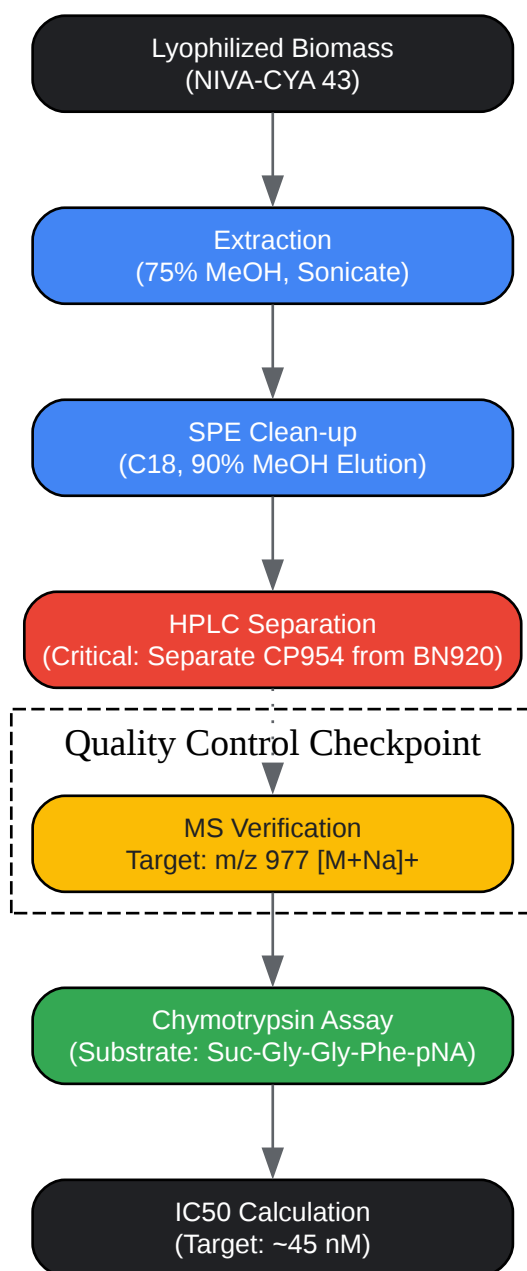 Lyophilized Biomass
(NIVA-CYA 43)
Extraction
(75% MeOH, Sonicate)
SPE Clean-up
(C18, 90% MeOH Elution)
HPLC Separation
(Critical: Separate CP954 from BN920)
Quality Control Checkpoint
MS Verification
Target: m/z 977 [M+Na]+
Chymotrypsin Assay
(Substrate: Suc-Gly-Gly-Phe-pNA)
IC50 Calculation
(Target: ~45 nM)